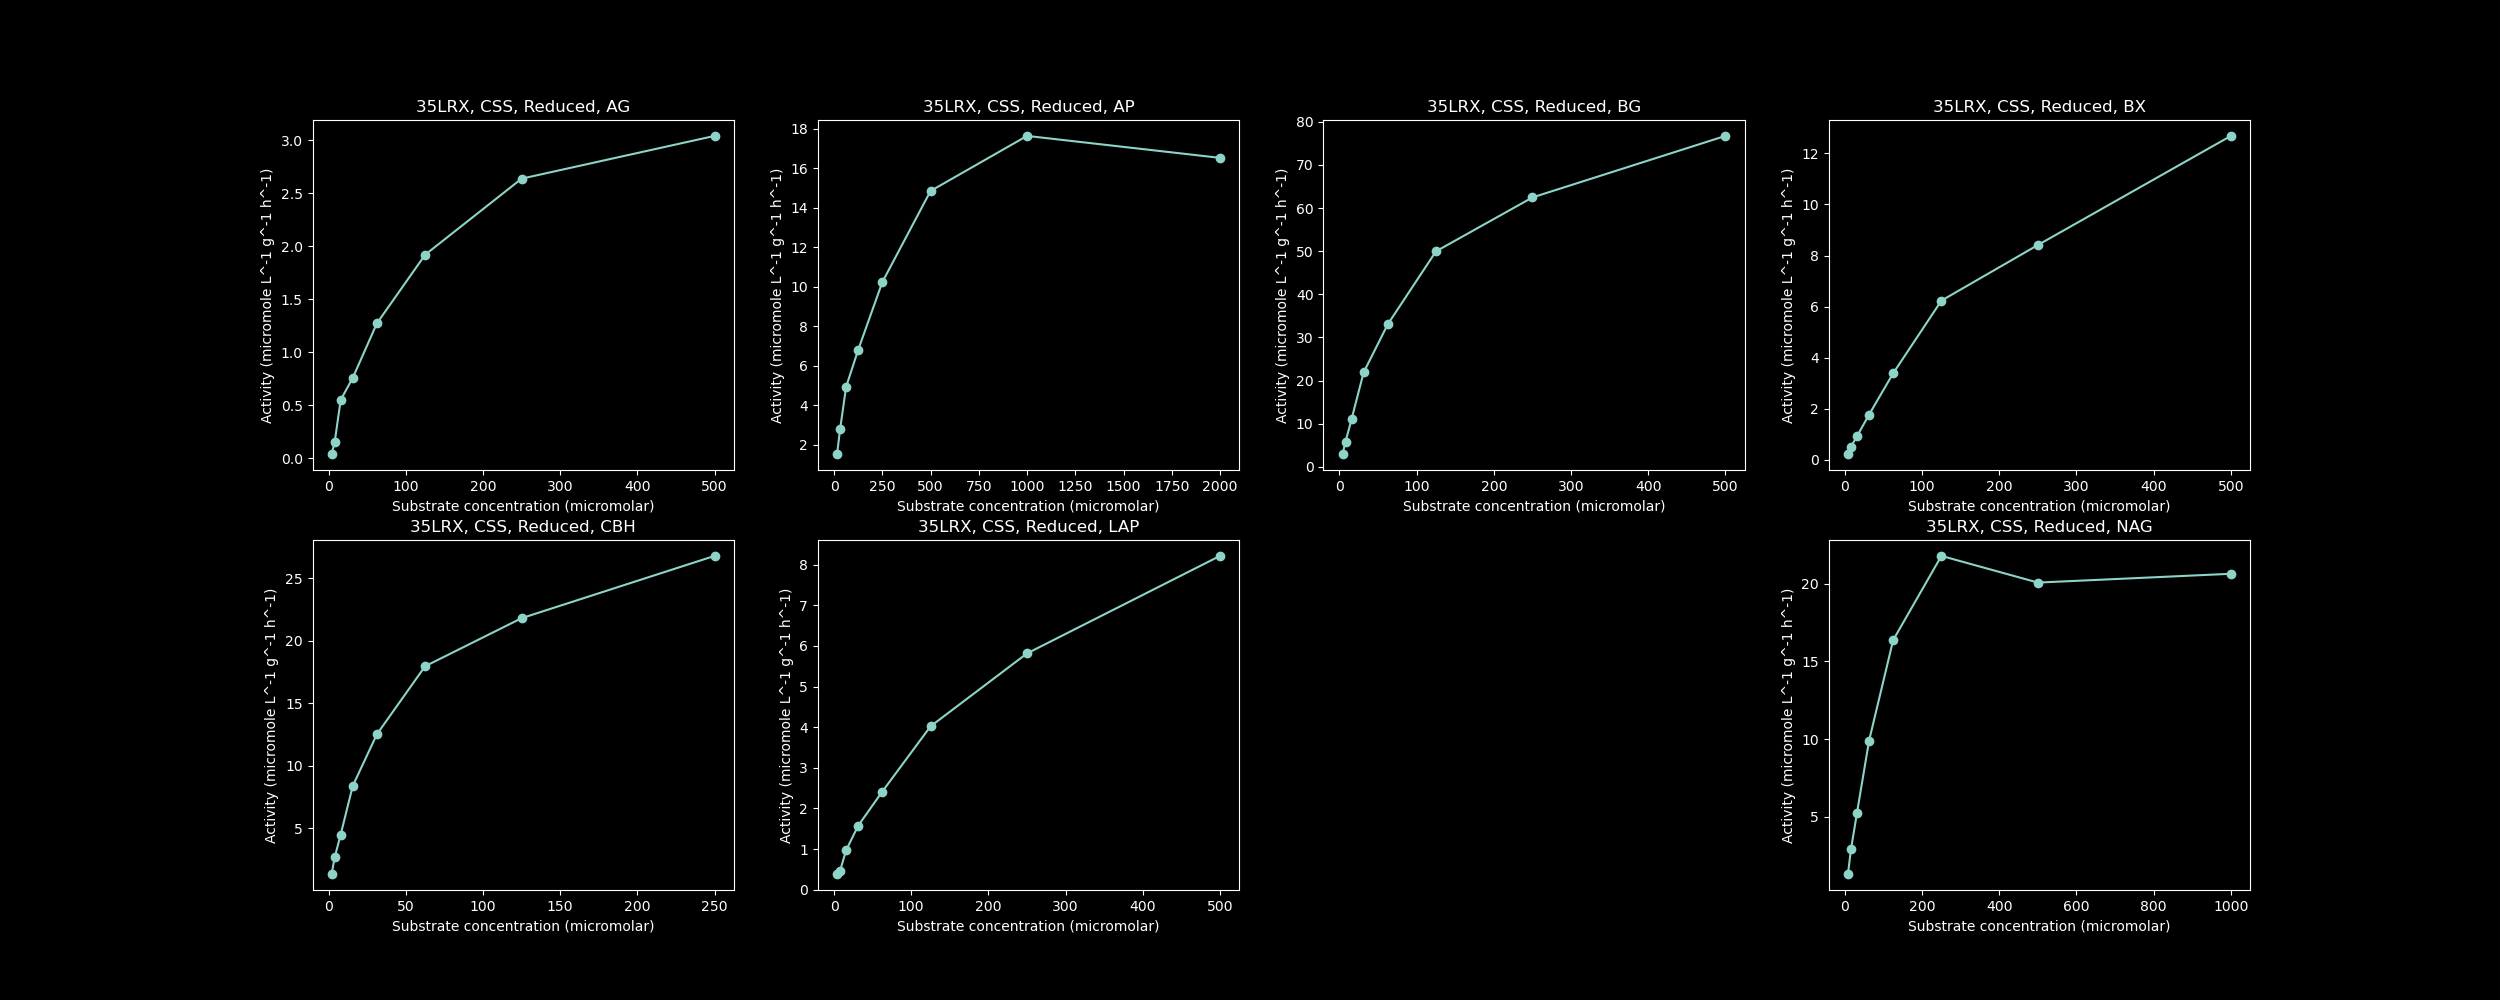 35LRX, CSS, Reduced, AG
Activity (micromole L^-1 g^-1 h^-1)
3.0
2.5
2.0
1.5
1.0
0.5
0.0
0 100 200 300 400 500
Substrate concentration (micromolar)
35LRX, CSS, Reduced, AP
Activity (micromole L^-1 g^-1 h^-1)
18
16
14
12
10
8
6
4
2
0 250 500 750 1000 1250 1500 1750 2000
Substrate concentration (micromolar)
35LRX, CSS, Reduced, BG
Activity (micromole L^-1 g^-1 h^-1)
80
70
60
50
40
30
20
10
0
0 100 200 300 400 500
Substrate concentration (micromolar)
35LRX, CSS, Reduced, BX
Activity (micromole L^-1 g^-1 h^-1)
12
10
8
6
4
2
0
0 100 200 300 400 500
Substrate concentration (micromolar)
35LRX, CSS, Reduced, CBH
Activity (micromole L^-1 g^-1 h^-1)
25
20
15
10
5
0 50 100 150 200 250
Substrate concentration (micromolar)
35LRX, CSS, Reduced, LAP
Activity (micromole L^-1 g^-1 h^-1)
8
7
6
5
4
3
2
1
0
0 100 200 300 400 500
Substrate concentration (micromolar)
35LRX, CSS, Reduced, NAG
Activity (micromole L^-1 g^-1 h^-1)
20
15
10
5
0 200 400 600 800 1000
Substrate concentration (micromolar)